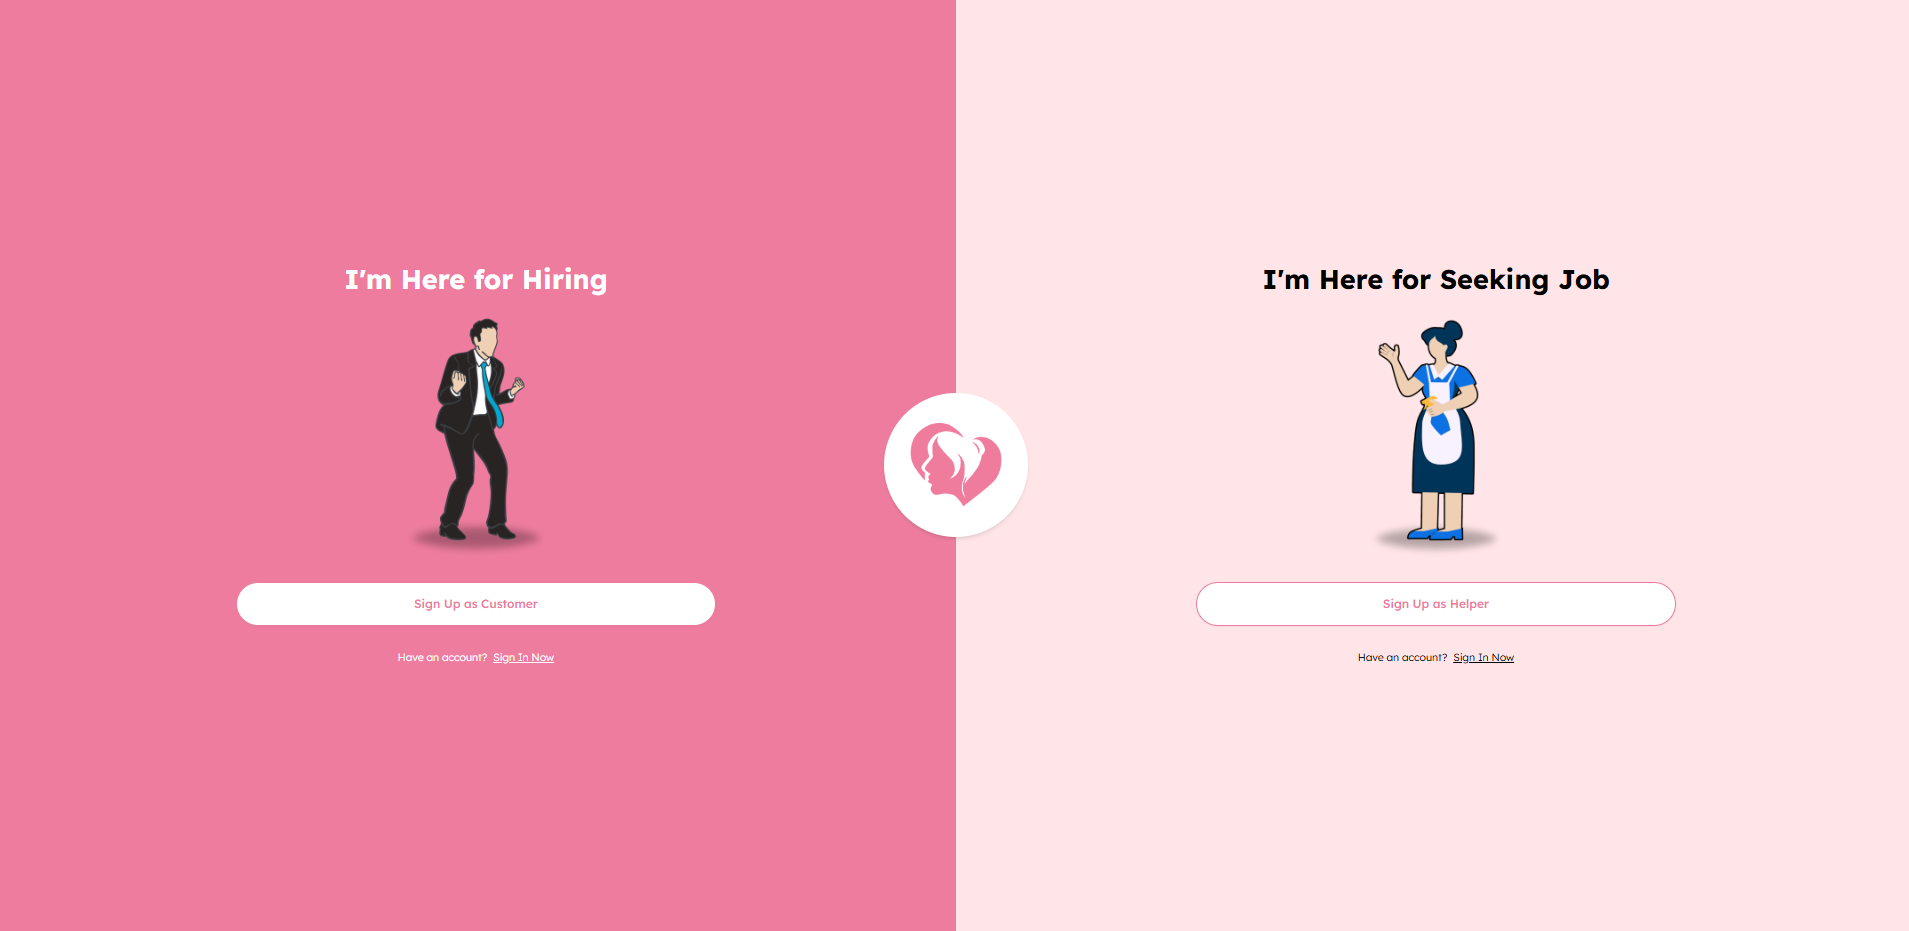 I'm Here for Hiring
Sign Up as Customer
Have an account? Sign In Now
I'm Here for Seeking Job
Sign Up as Helper
Have an account? Sign In Now